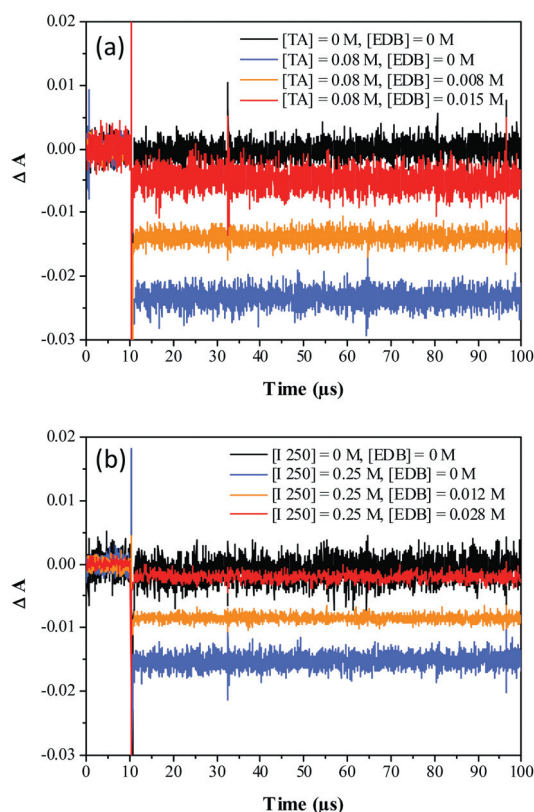 (a)
[TA] = 0 M, [EDB] = 0 M
[TA] = 0.08 M, [EDB] = 0 M
[TA] = 0.08 M, [EDB] = 0.008 M
[TA] = 0.08 M, [EDB] = 0.015 M
0.02
0.01
0.00
-0.01
-0.02
-0.03
Δ A
0 10 20 30 40 50 60 70 80 90 100
Time (μs)
(b)
[I 250] = 0 M, [EDB] = 0 M
[I 250] = 0.25 M, [EDB] = 0 M
[I 250] = 0.25 M, [EDB] = 0.012 M
[I 250] = 0.25 M, [EDB] = 0.028 M
0.02
0.01
0.00
-0.01
-0.02
-0.03
Δ A
0 10 20 30 40 50 60 70 80 90 100
Time (μs)